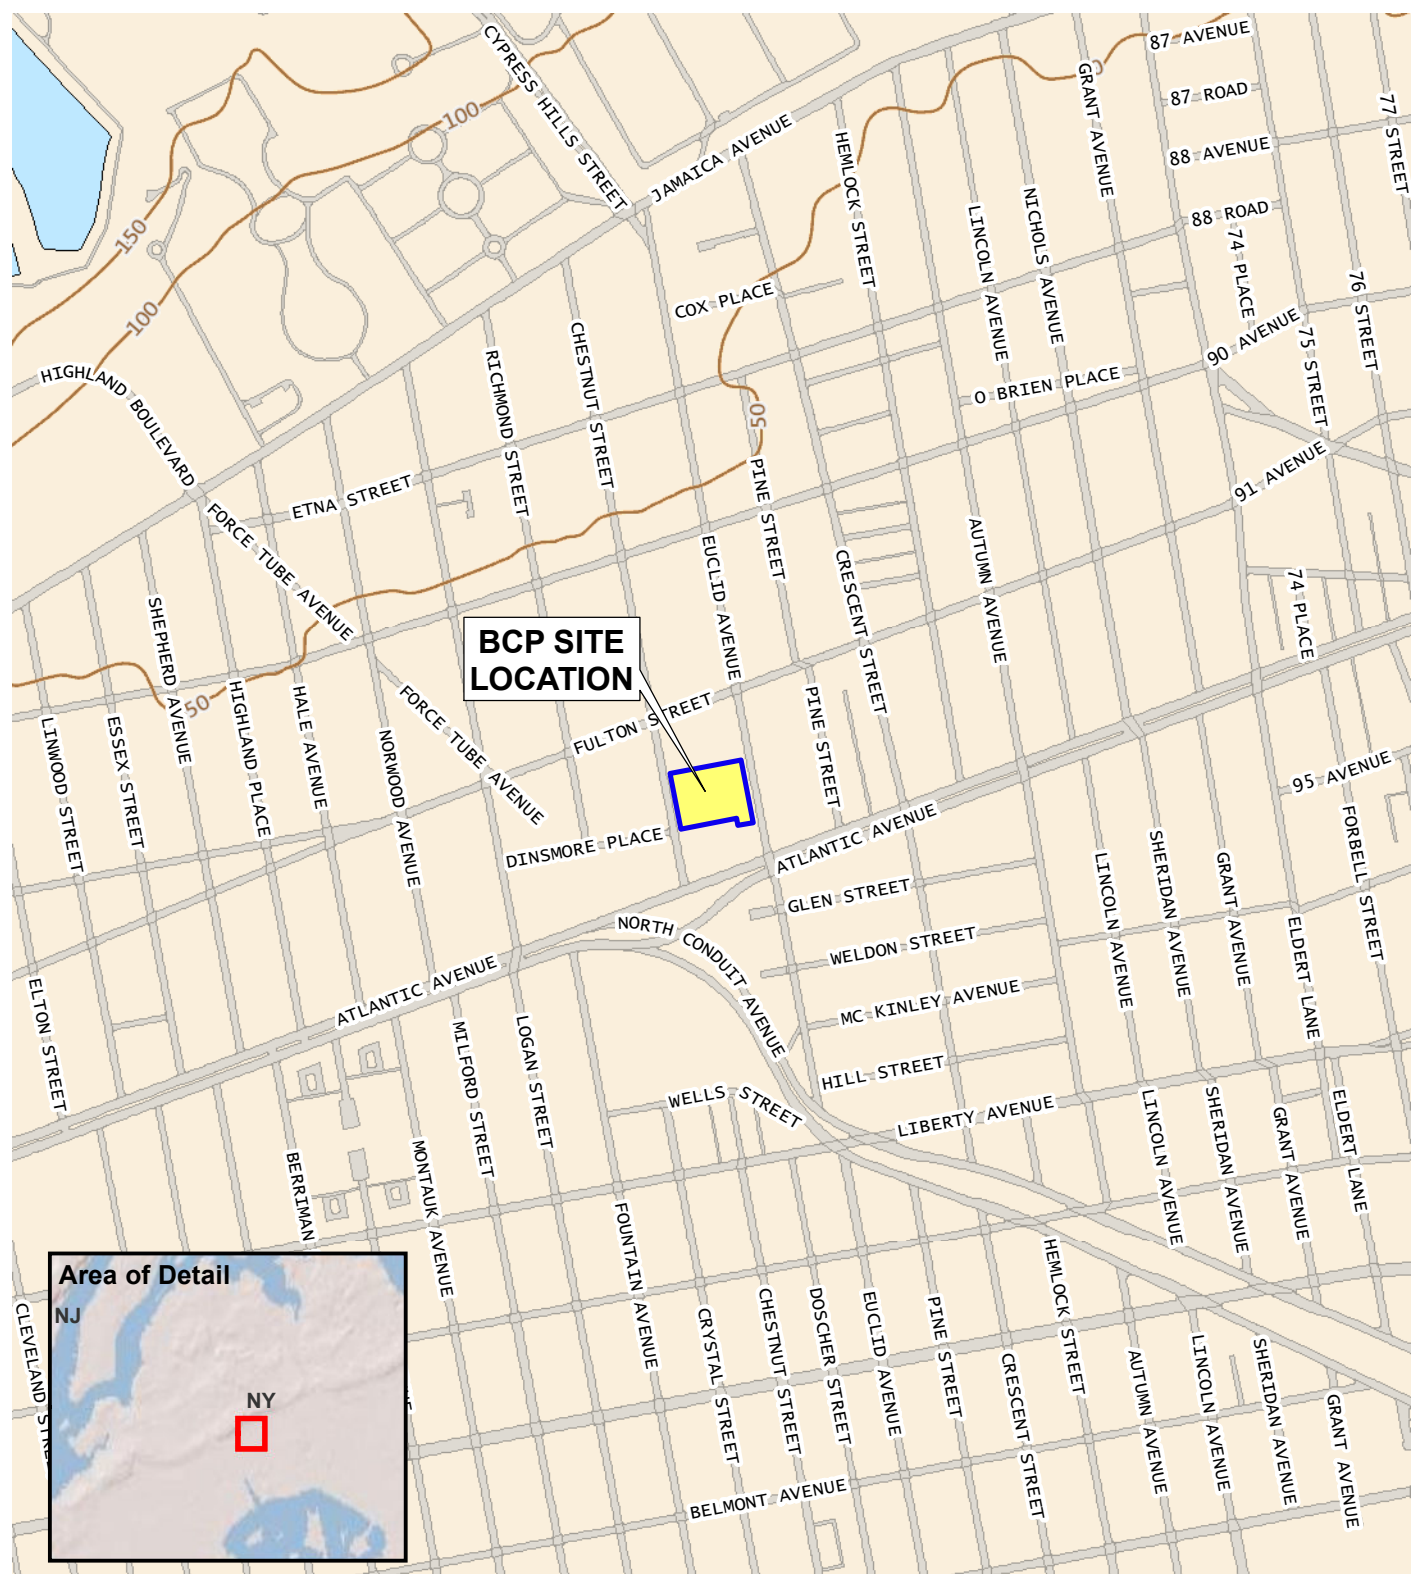 87 AVENUE
CYPRESS HILLS STREET
GRANT AVENUE
87 ROAD
77 STREET
100
JAMAICA AVENUE
HEMLOCK STREET
88 AVENUE
150
NICHOLS AVENUE
LINCOLN AVENUE
88 ROAD
74 PLACE
COX PLACE
76 STREET
100
CHESTNUT STREET
RICHMOND STREET
90 AVENUE
75 STREET
HIGHLAND BOULEVARD
O BRIEN PLACE
50
ETNA STREET
PINE STREET
91 AVENUE
FORCE TUBE AVENUE
EUCLID AVENUE
AUTUMN AVENUE
CRESCENT STREET
74 PLACE
SHEPHERD AVENUE
BCP SITE
LOCATION
50
HIGHLAND PLACE
HALE AVENUE
FORCE TUBE AVENUE
FULTON STREET
PINE STREET
LINWOOD STREET
ESSEX STREET
NORWOOD AVENUE
95 AVENUE
DINSMORE PLACE
ATLANTIC AVENUE
FORBELL STREET
SHERIDAN AVENUE
LINCOLN AVENUE
GRANT AVENUE
GLEN STREET
NORTH CONDUIT AVENUE
WELDON STREET
ELDERT LANE
ATLANTIC AVENUE
ELTON STREET
MC KINLEY AVENUE
MILFORD STREET
LOGAN STREET
HILL STREET
WELLS STREET
LIBERTY AVENUE
LINCOLN AVENUE
SHERIDAN AVENUE
GRANT AVENUE
ELDERT LANE
BERRIMAN
MONTAUK AVENUE
FOUNTAIN AVENUE
HEMLOCK STREET
Area of Detail
NJ
NY
CLEVELAND STREET
CRYSTAL STREET
CHESTNUT STREET
DOSCHER STREET
EUCLID AVENUE
PINE STREET
CRESCENT STREET
AUTUMN AVENUE
LINCOLN AVENUE
SHERIDAN AVENUE
GRANT AVENUE
BELMONT AVENUE